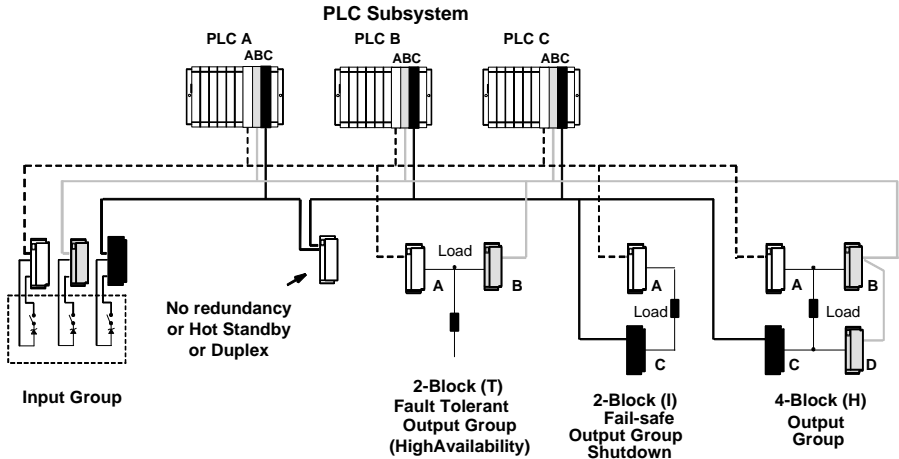 PLC Subsystem
PLC A
PLC B
PLC C
ABC
ABC
ABC
Load
A
B
A
Load
C
A
B
Load
C
D
No redundancy
or Hot Standby
or Duplex
Input Group
2-Block (T)
Fault Tolerant
Output Group
(HighAvailability)
2-Block (I)
Fail-safe
Output Group
Shutdown
4-Block (H)
Output
Group